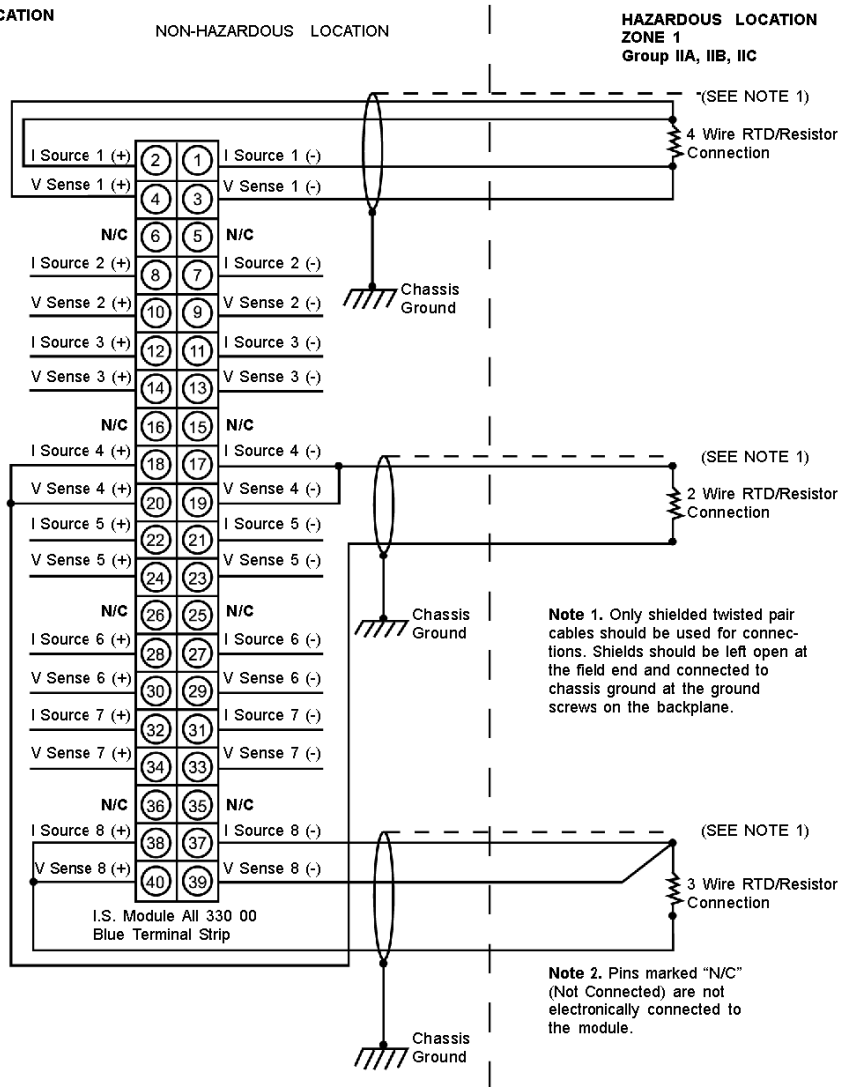 CATION
NON-HAZARDOUS LOCATION
HAZARDOUS LOCATION
ZONE 1
Group IIA, IIB, IIC
(SEE NOTE 1)
4 Wire RTD/Resistor
Connection
I Source 1 (+) 2 1 I Source 1 (-)
V Sense 1 (+) 4 3 V Sense 1 (-)
N/C 6 5 N/C
I Source 2 (+) 8 7 I Source 2 (-)
V Sense 2 (+) 10 9 V Sense 2 (-)
I Source 3 (+) 12 11 I Source 3 (-)
V Sense 3 (+) 14 13 V Sense 3 (-)
N/C 16 15 N/C
I Source 4 (+) 18 17 I Source 4 (-)
V Sense 4 (+) 20 19 V Sense 4 (-)
I Source 5 (+) 22 21 I Source 5 (-)
V Sense 5 (+) 24 23 V Sense 5 (-)
N/C 26 25 N/C
I Source 6 (+) 28 27 I Source 6 (-)
V Sense 6 (+) 30 29 V Sense 6 (-)
I Source 7 (+) 32 31 I Source 7 (-)
V Sense 7 (+) 34 33 V Sense 7 (-)
N/C 36 35 N/C
I Source 8 (+) 38 37 I Source 8 (-)
V Sense 8 (+) 40 39 V Sense 8 (-)
I.S. Module AII 330 00
Blue Terminal Strip
Chassis
Ground
(SEE NOTE 1)
2 Wire RTD/Resistor
Connection
Chassis
Ground
Note 1. Only shielded twisted pair
cables should be used for connec-
tions. Shields should be left open at
the field end and connected to
chassis ground at the ground
screws on the backplane.
(SEE NOTE 1)
3 Wire RTD/Resistor
Connection
Note 2. Pins marked “N/C”
(Not Connected) are not
electronically connected to
the module.
Chassis
Ground